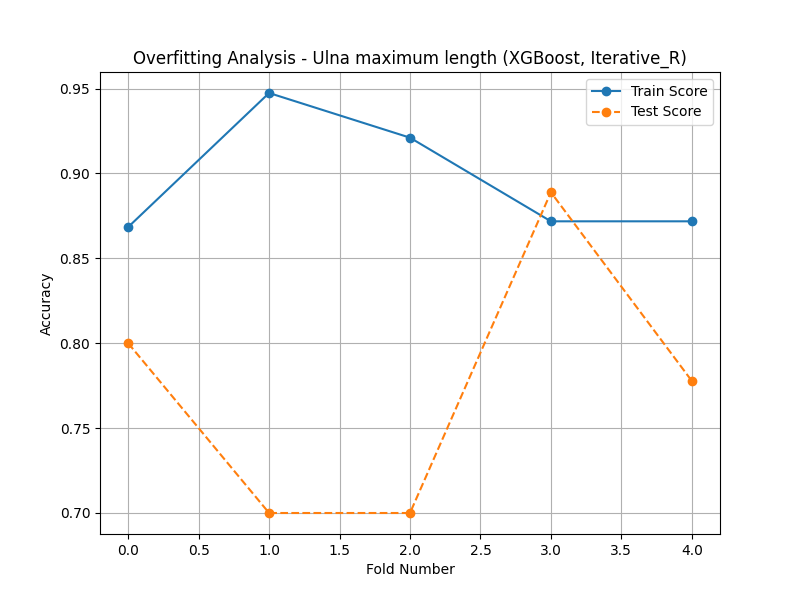 Overfitting Analysis - Ulna maximum length (XGBoost, Iterative_R)
Train Score
Test Score
0.95
0.90
0.85
0.80
0.75
0.70
Accuracy
0.0 0.5 1.0 1.5 2.0 2.5 3.0 3.5 4.0
Fold Number